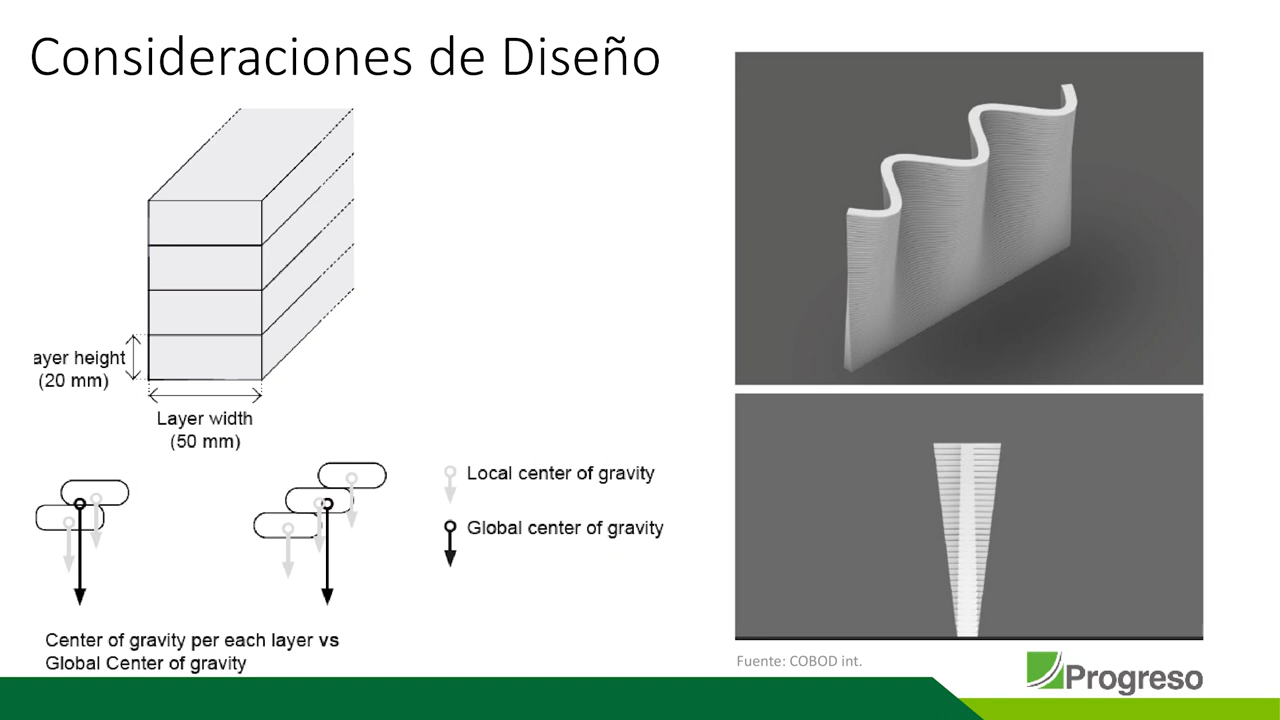 Consideraciones de Diseño
ayer height
(20 mm)
Layer width
(50 mm)
Local center of gravity
Global center of gravity
Center of gravity per each layer vs
Global Center of gravity
Fuente: COBOD int.
Progreso